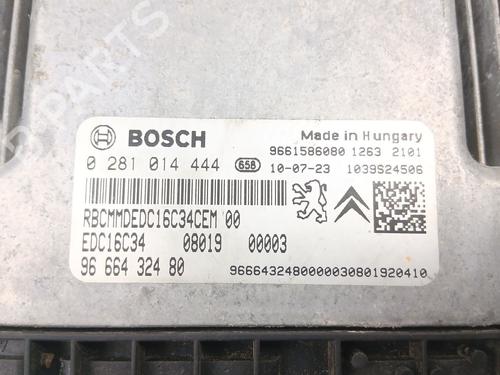 BOSCH
Made in Hungary
9661586080 1263 2101
0 281 014 444 658 10-07-23 1039S24506
RBCMMDEDC16C34CEM 00
EDC16C34 08019 00003
96 664 324 80
9666432480000030801920410
PARTS